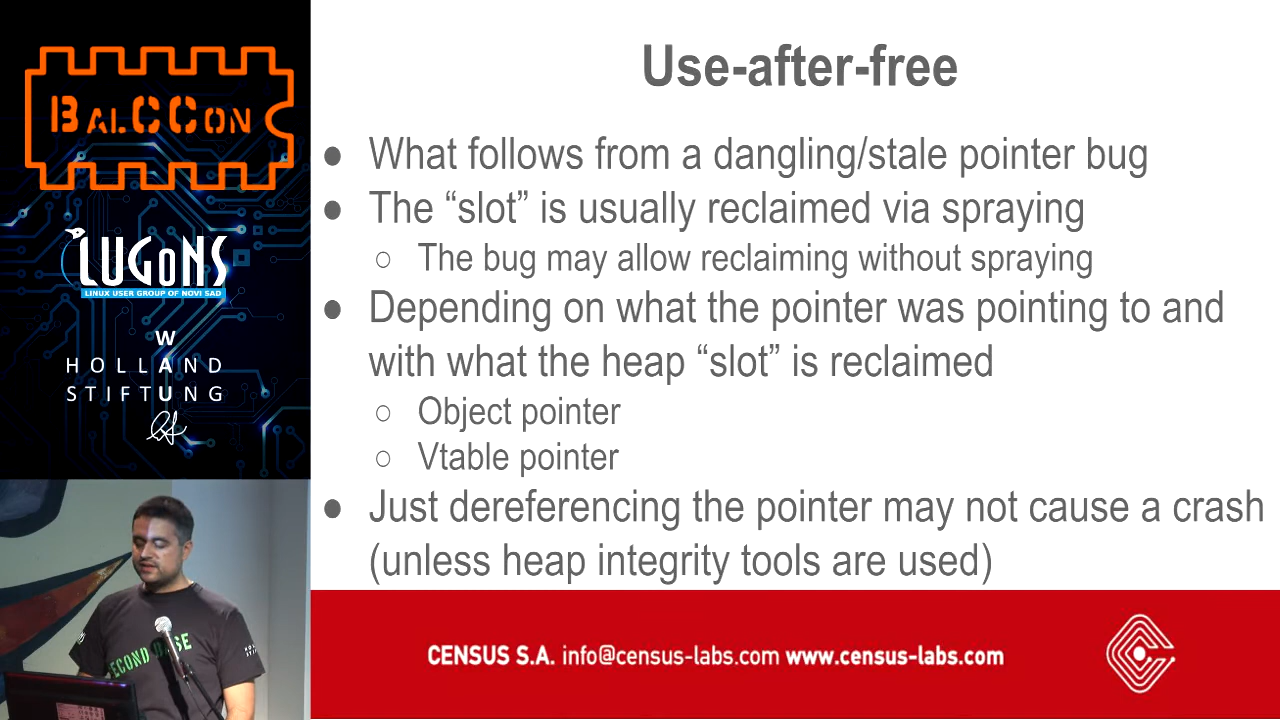 BALCCON
LUGONS
LINUX USER GROUP OF NOVI SAD
W
HOLLAND
STIFTUNG
Use-after-free
● What follows from a dangling/stale pointer bug
● The “slot” is usually reclaimed via spraying
○ The bug may allow reclaiming without spraying
● Depending on what the pointer was pointing to and
with what the heap “slot” is reclaimed
○ Object pointer
○ Vtable pointer
● Just dereferencing the pointer may not cause a crash
(unless heap integrity tools are used)
CENSUS S.A. info@census-labs.com www.census-labs.com